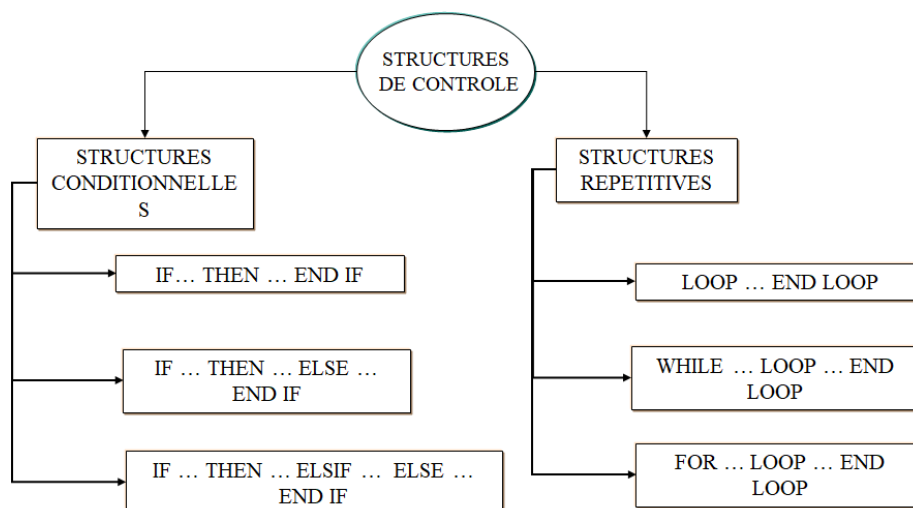 STRUCTURES
DE CONTROLE
STRUCTURES
CONDITIONNELLE
S
IF… THEN … END IF
IF … THEN … ELSE …
END IF
IF … THEN … ELSIF … ELSE …
END IF
STRUCTURES
REPETITIVES
LOOP … END LOOP
WHILE … LOOP … END
LOOP
FOR … LOOP … END
LOOP